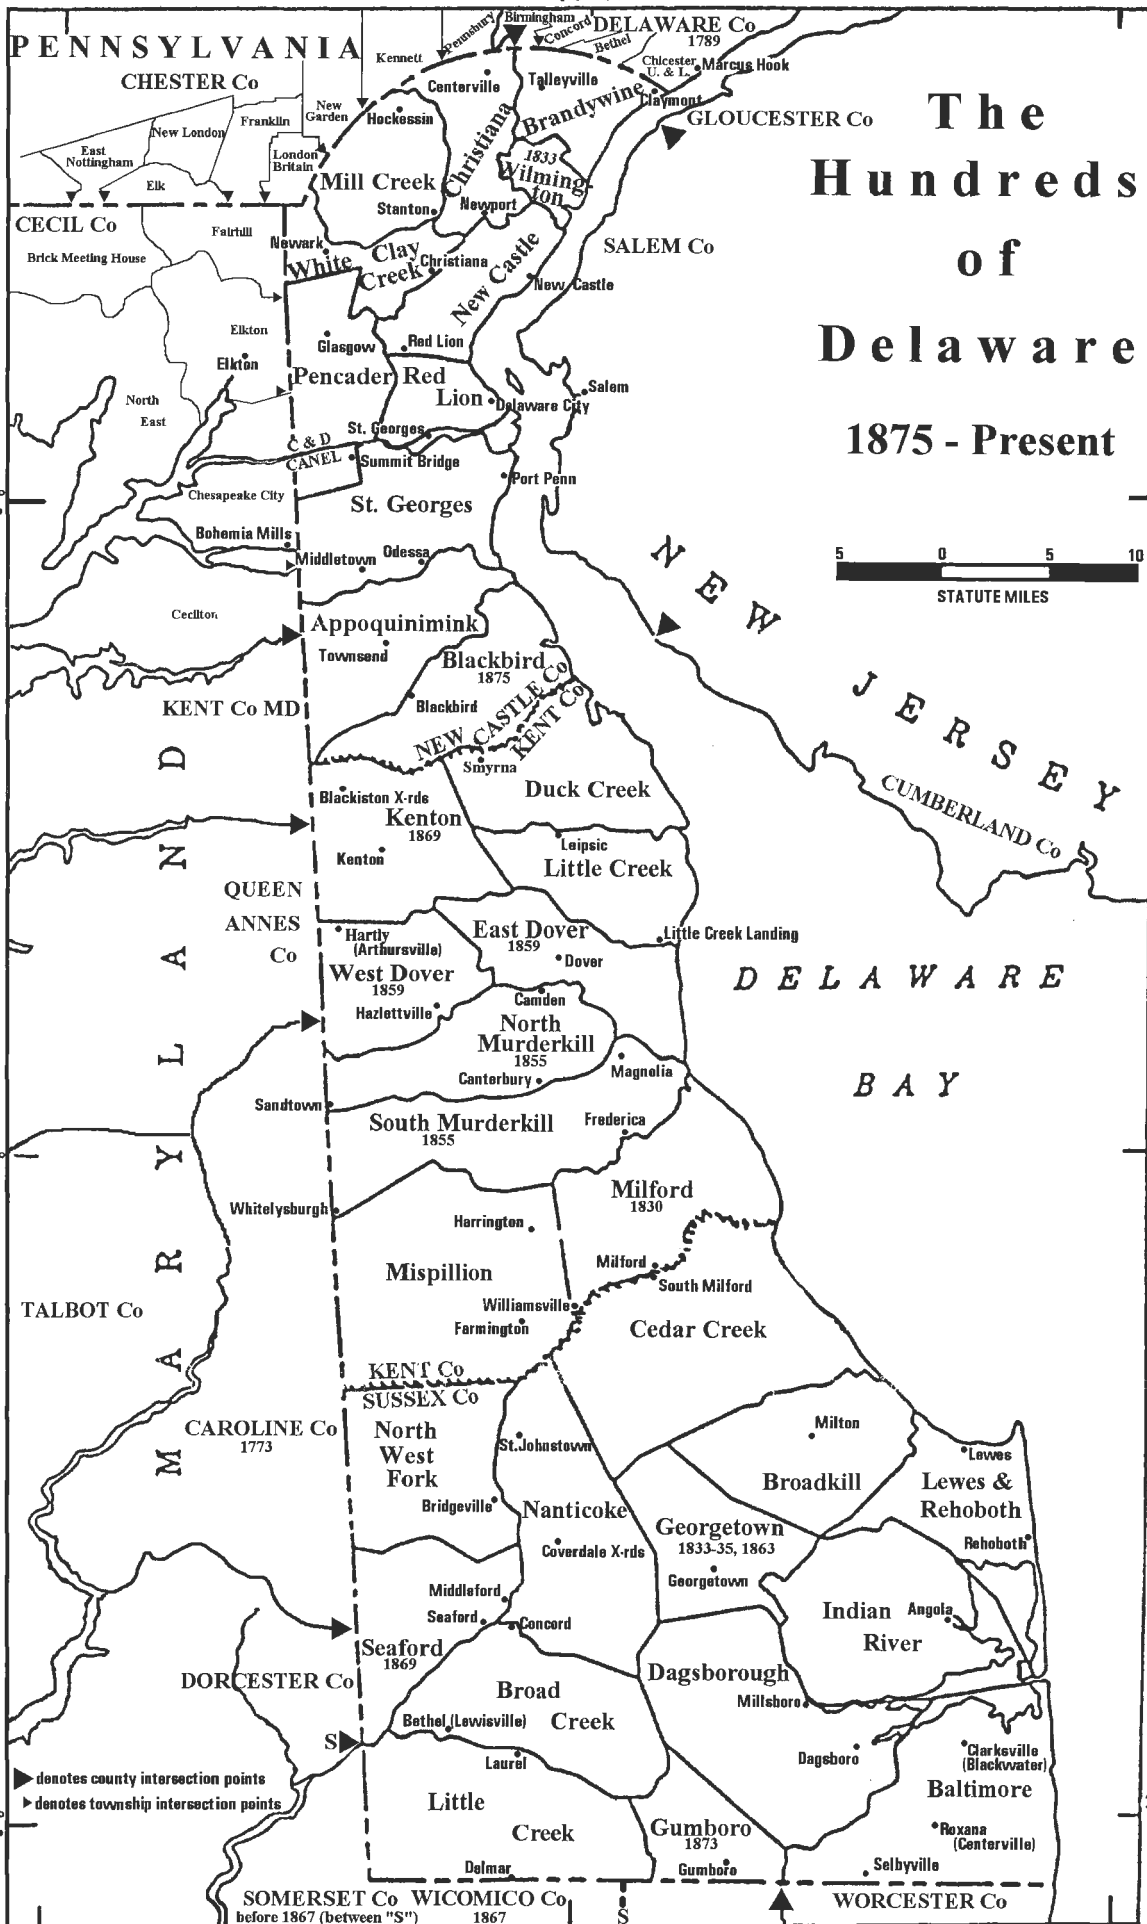 The
Hundreds
of
Delaware
1875 - Present
PENNSYLVANIA
CHESTER Co
Kennett
Pennsbury
Birmingham
Concord
Bethel
DELAWARE Co
1789
Chicester
U. & L.
Marcus Hook
Claymont
GLOUCESTER Co
New
Garden
Franklin
New London
London
Britain
East
Nottingham
Elk
Centerville
Talleyville
Brandywine
Hockessin
Christiana
1833
Wilming-
ton
Mill Creek
Stanton
Newport
CECIL Co
Fairhill
Brick Meeting House
Newark
White
Clay
Creek
Christiana
New Castle
New Castle
SALEM Co
Elkton
Elkton
Glasgow
Red Lion
Pencader
Red
Lion
Delaware City
Salem
North
East
St. Georges
C & D
CANEL
Summit Bridge
Port Penn
Chesapeake City
St. Georges
Bohemia Mills
Middletown
Odessa
NEW JERSEY
5 0 5 10
STATUTE MILES
Cecilton
Appoquinimink
Townsend
Blackbird
1875
Blackbird
KENT Co MD
NEW CASTLE Co
KENT Co
Smyrna
Duck Creek
CUMBERLAND Co
Blackiston X-rds
Kenton
1869
Kenton
Leipsic
Little Creek
MARYLAND
QUEEN
ANNES
Co
Hartly
(Arthursville)
East Dover
1859
Dover
Little Creek Landing
West Dover
1859
Hazlettville
Camden
North
Murderkill
1855
Canterbury
Magnolia
DELAWARE
BAY
Sandtown
South Murderkill
1855
Frederica
Whitelysburgh
Harrington
Milford
1830
Mispillion
Milford
South Milford
Williamsville
Farmington
Cedar Creek
TALBOT Co
KENT Co
SUSSEX Co
CAROLINE Co
1773
North
West
Fork
St.Johnstown
Milton
Lewes
Broadkill
Lewes &
Rehoboth
Bridgeville
Nanticoke
Georgetown
1833-35, 1863
Rehoboth
Coverdale X-rds
Georgetown
Middleford
Seaford
Concord
Indian
River
Angola
Seaford
1869
Dagsborough
DORCESTER Co
Broad
Creek
Millsboro
Bethel (Lewisville)
S
Laurel
Dagsboro
Clarksville
(Blackwater)
denotes county intersection points
denotes township intersection points
Little
Creek
Baltimore
Gumboro
1873
Roxana
(Centerville)
Delmar
Gumboro
Selbyville
SOMERSET Co
before 1867 (between "S")
WICOMICO Co
1867
S
WORCESTER Co